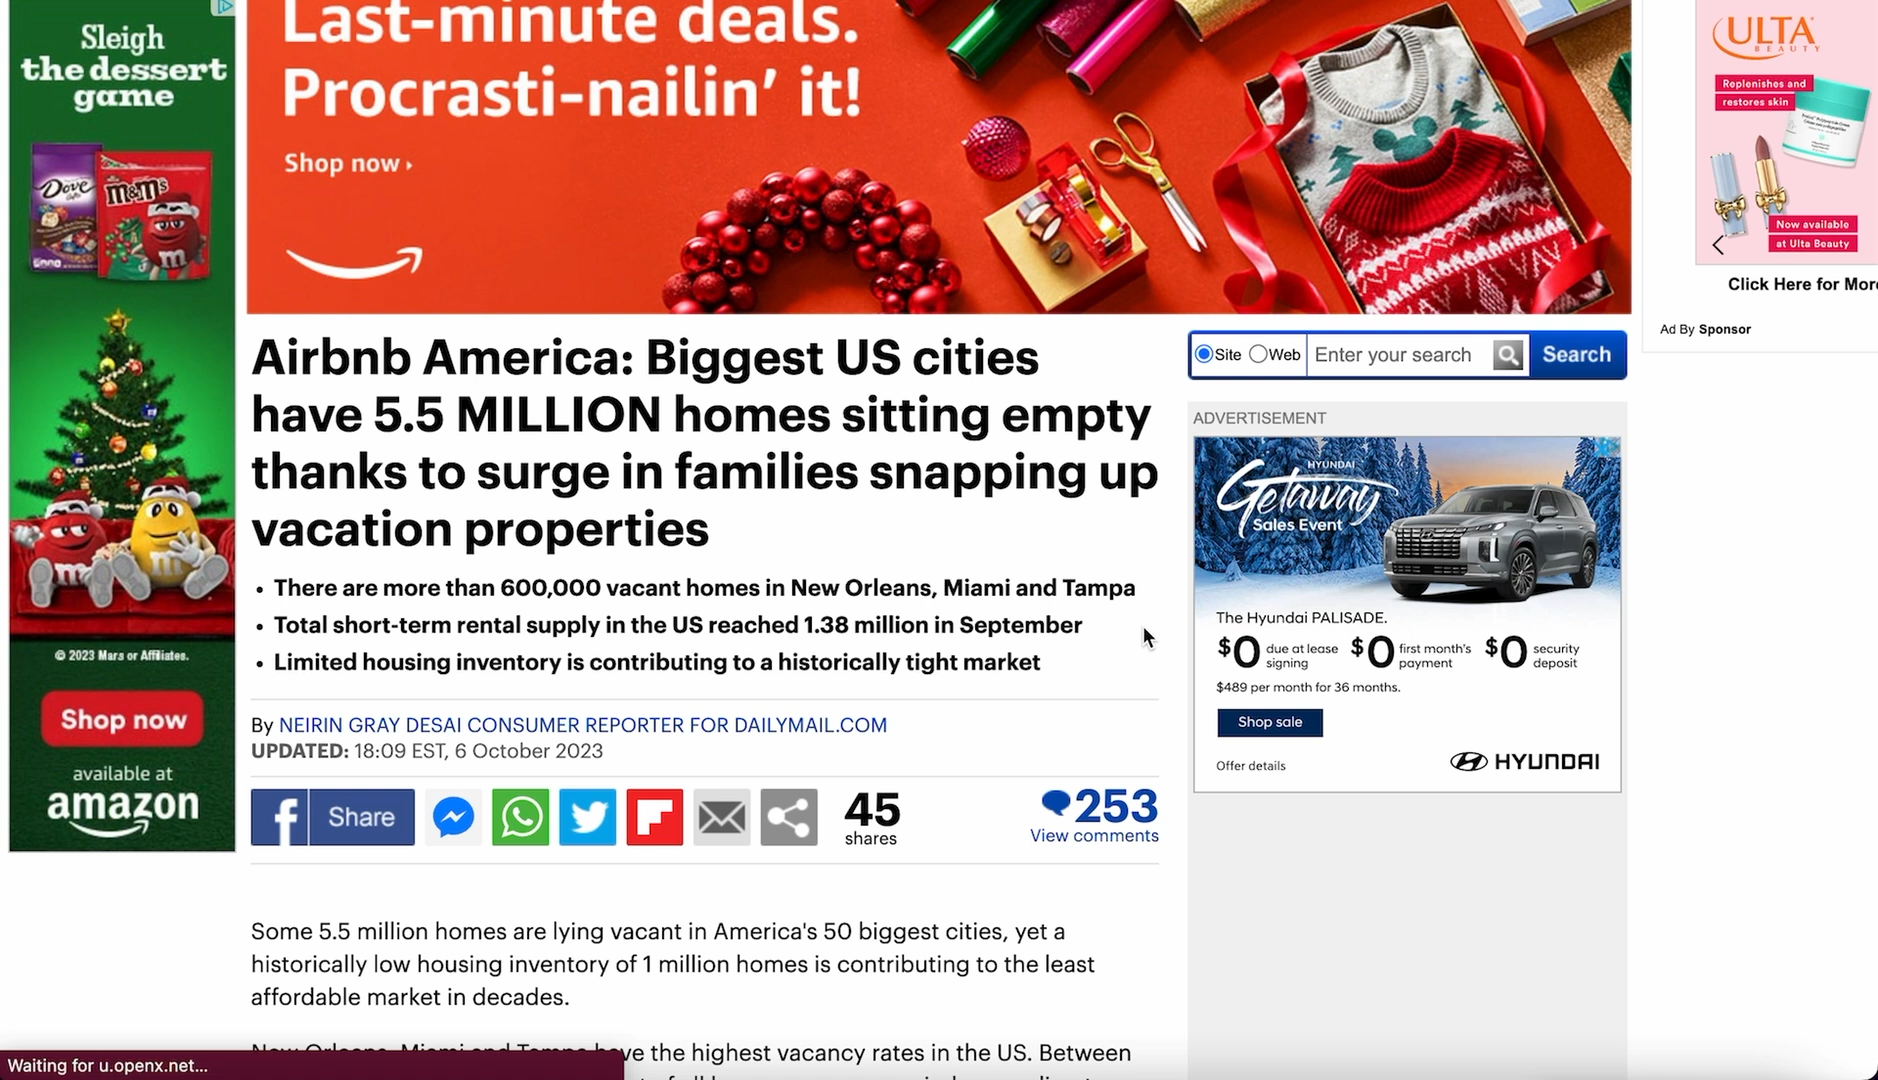 Sleigh
the dessert
game
Dove
M&M's
© 2023 Mars or Affiliates.
Shop now
available at
amazon
Last-minute deals.
Procrasti-nailin' it!
Shop now
ULTA
BEAUTY
Replenishes and
restores skin
Now available
at Ulta Beauty
Click Here for More
Ad By Sponsor
Airbnb America: Biggest US cities
have 5.5 MILLION homes sitting empty
thanks to surge in families snapping up
vacation properties
• There are more than 600,000 vacant homes in New Orleans, Miami and Tampa
• Total short-term rental supply in the US reached 1.38 million in September
• Limited housing inventory is contributing to a historically tight market
By NEIRIN GRAY DESAI CONSUMER REPORTER FOR DAILYMAIL.COM
UPDATED: 18:09 EST, 6 October 2023
Share
45
shares
253
View comments
Some 5.5 million homes are lying vacant in America's 50 biggest cities, yet a
historically low housing inventory of 1 million homes is contributing to the least
affordable market in decades.
New Orleans, Miami and Tampa have the highest vacancy rates in the US. Between
Site Web Enter your search Search
ADVERTISEMENT
HYUNDAI
Getaway
Sales Event
The Hyundai PALISADE.
$0 due at lease signing $0 first month's payment $0 security deposit
$489 per month for 36 months.
Shop sale
Offer details
HYUNDAI
Waiting for u.openx.net...